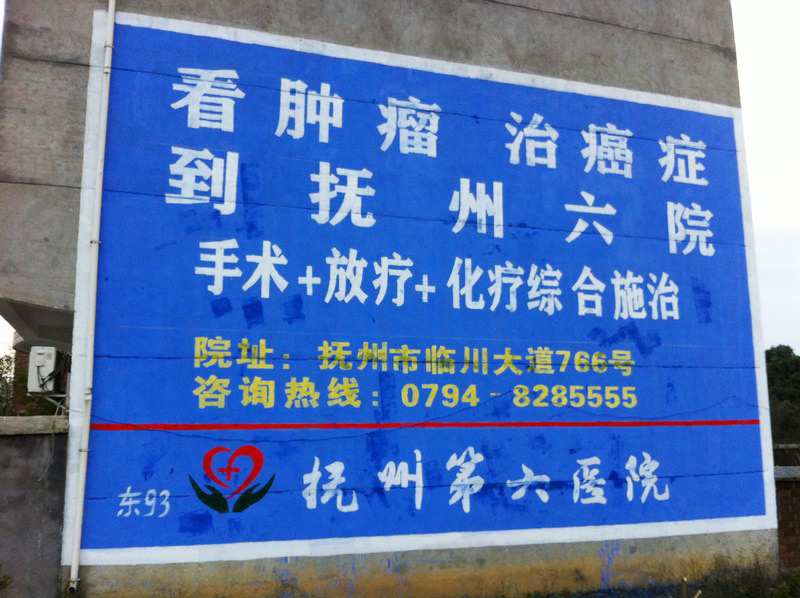 看肿瘤 治癌症
到抚州六院
手术+放疗+化疗综合施治
院址：抚州市临川大道766号
咨询热线：0794-8285555
东93
抚州第六医院